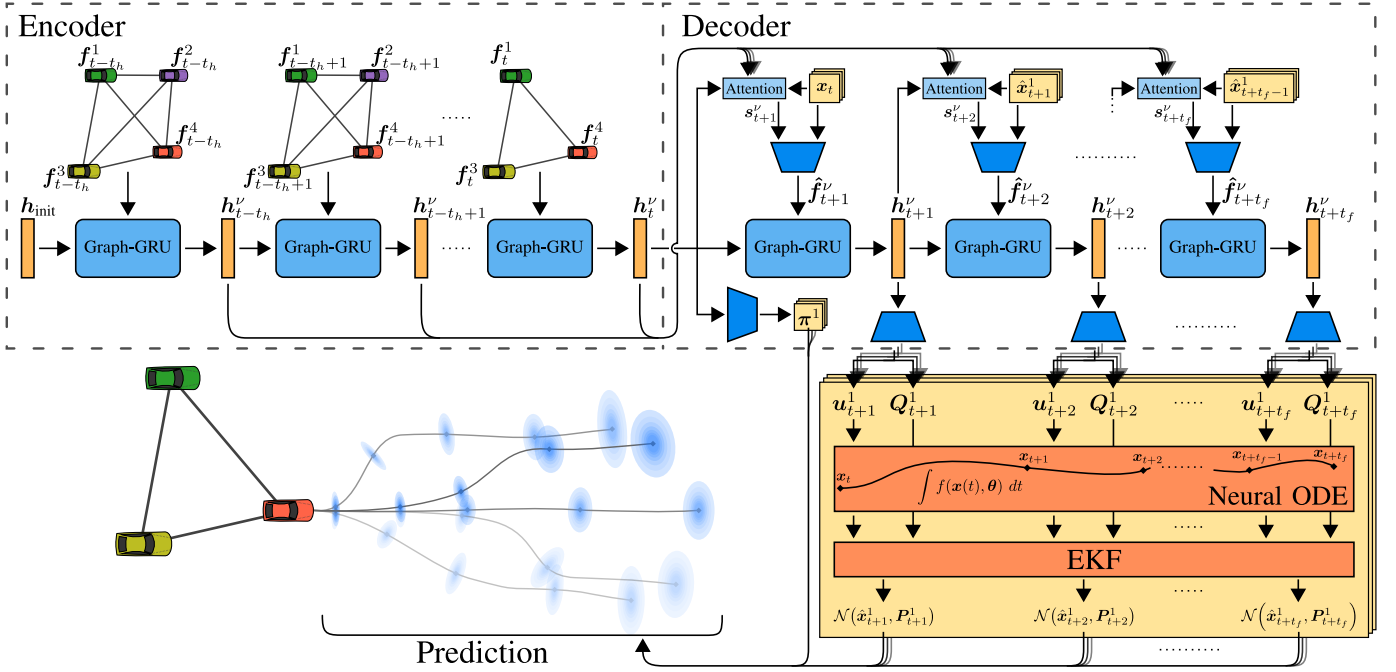 Encoder
Decoder
f^1_{t-t_h} f^2_{t-t_h} f^1_{t-t_h+1} f^2_{t-t_h+1} f^1_t
f^4_{t-t_h} f^4_{t-t_h+1} ..... f^4_t
f^3_{t-t_h} f^3_{t-t_h+1} f^3_t
Attention x_t Attention x̂^1_{t+1} Attention x̂^1_{t+t_f-1}
s^ν_{t+1} s^ν_{t+2} s^ν_{t+t_f}
..........
f̂^ν_{t+1} f̂^ν_{t+2} f̂^ν_{t+t_f}
h_init h^ν_{t-t_h} h^ν_{t-t_h+1} h^ν_t h^ν_{t+1} h^ν_{t+2} h^ν_{t+t_f}
Graph-GRU Graph-GRU ..... Graph-GRU Graph-GRU Graph-GRU ..... Graph-GRU
π^1 ..........
u^1_{t+1} Q^1_{t+1} u^1_{t+2} Q^1_{t+2} ..... u^1_{t+t_f} Q^1_{t+t_f}
x_t x_{t+1} x_{t+2} ....... x_{t+t_f-1} x_{t+t_f}
∫ f(x(t), θ) dt
Neural ODE
.....
EKF
.....
N(x̂^1_{t+1}, P^1_{t+1}) N(x̂^1_{t+2}, P^1_{t+2}) N(x̂^1_{t+t_f}, P^1_{t+t_f})
..........
Prediction